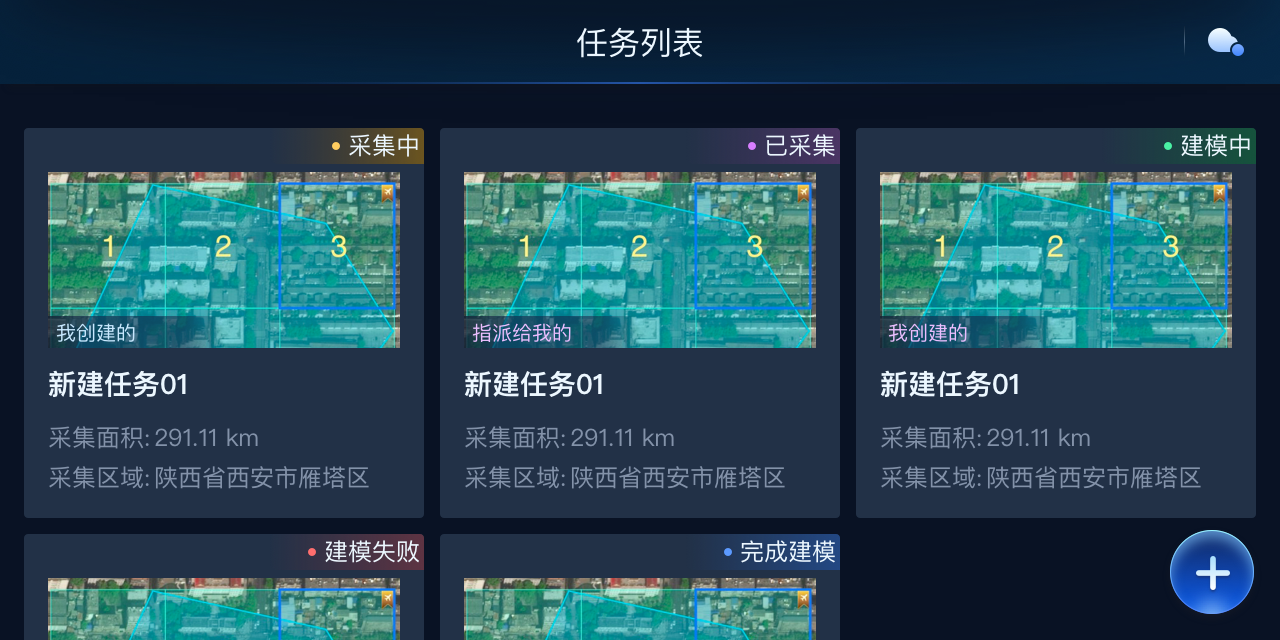 任务列表
采集中
1
2
3
我创建的
新建任务01
采集面积: 291.11 km
采集区域: 陕西省西安市雁塔区
已采集
1
2
3
指派给我的
新建任务01
采集面积: 291.11 km
采集区域: 陕西省西安市雁塔区
建模中
1
2
3
我创建的
新建任务01
采集面积: 291.11 km
采集区域: 陕西省西安市雁塔区
建模失败
完成建模